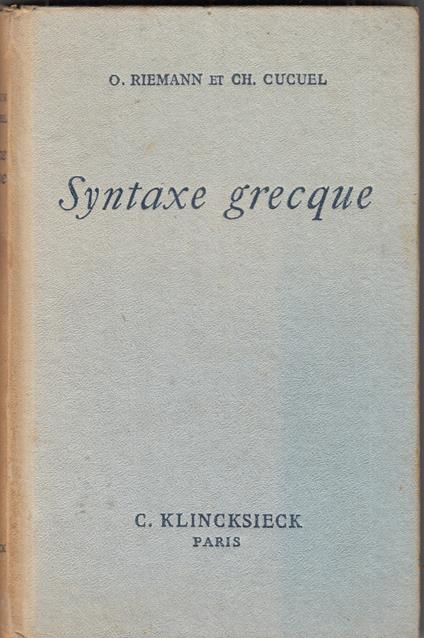 O. RIEMANN ET CH. CUCUEL
Syntaxe grecque
C. KLINCKSIECK
PARIS